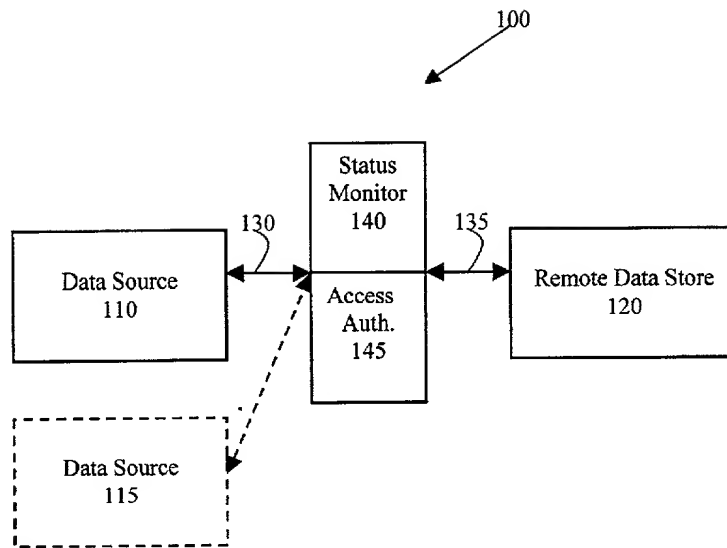 100
Status
Monitor
140
130
135
Data Source
110
Access
Auth.
145
Remote Data Store
120
Data Source
115